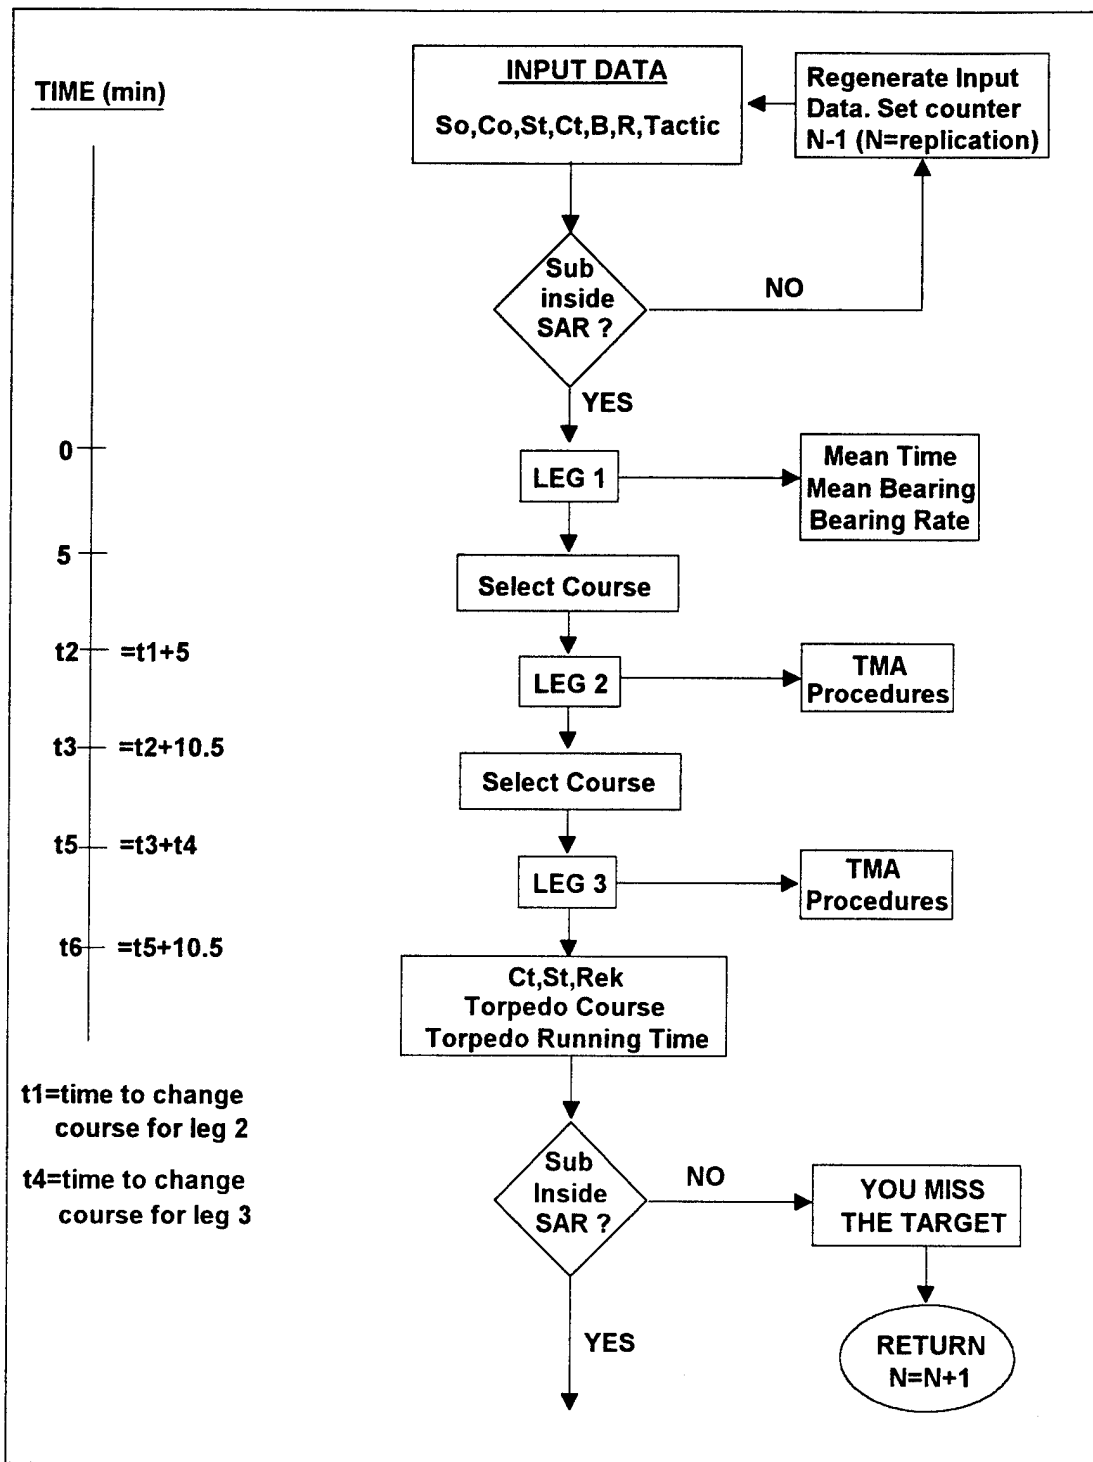 TIME (min)
INPUT DATA
So,Co,St,Ct,B,R,Tactic
Regenerate Input
Data. Set counter
N-1 (N=replication)
Sub
inside
SAR ?
NO
YES
0
LEG 1
Mean Time
Mean Bearing
Bearing Rate
5
Select Course
t2 =t1+5
LEG 2
TMA
Procedures
t3 =t2+10.5
Select Course
t5 =t3+t4
LEG 3
TMA
Procedures
t6 =t5+10.5
Ct,St,Rek
Torpedo Course
Torpedo Running Time
t1=time to change
course for leg 2
t4=time to change
course for leg 3
Sub
Inside
SAR ?
NO
YOU MISS
THE TARGET
YES
RETURN
N=N+1